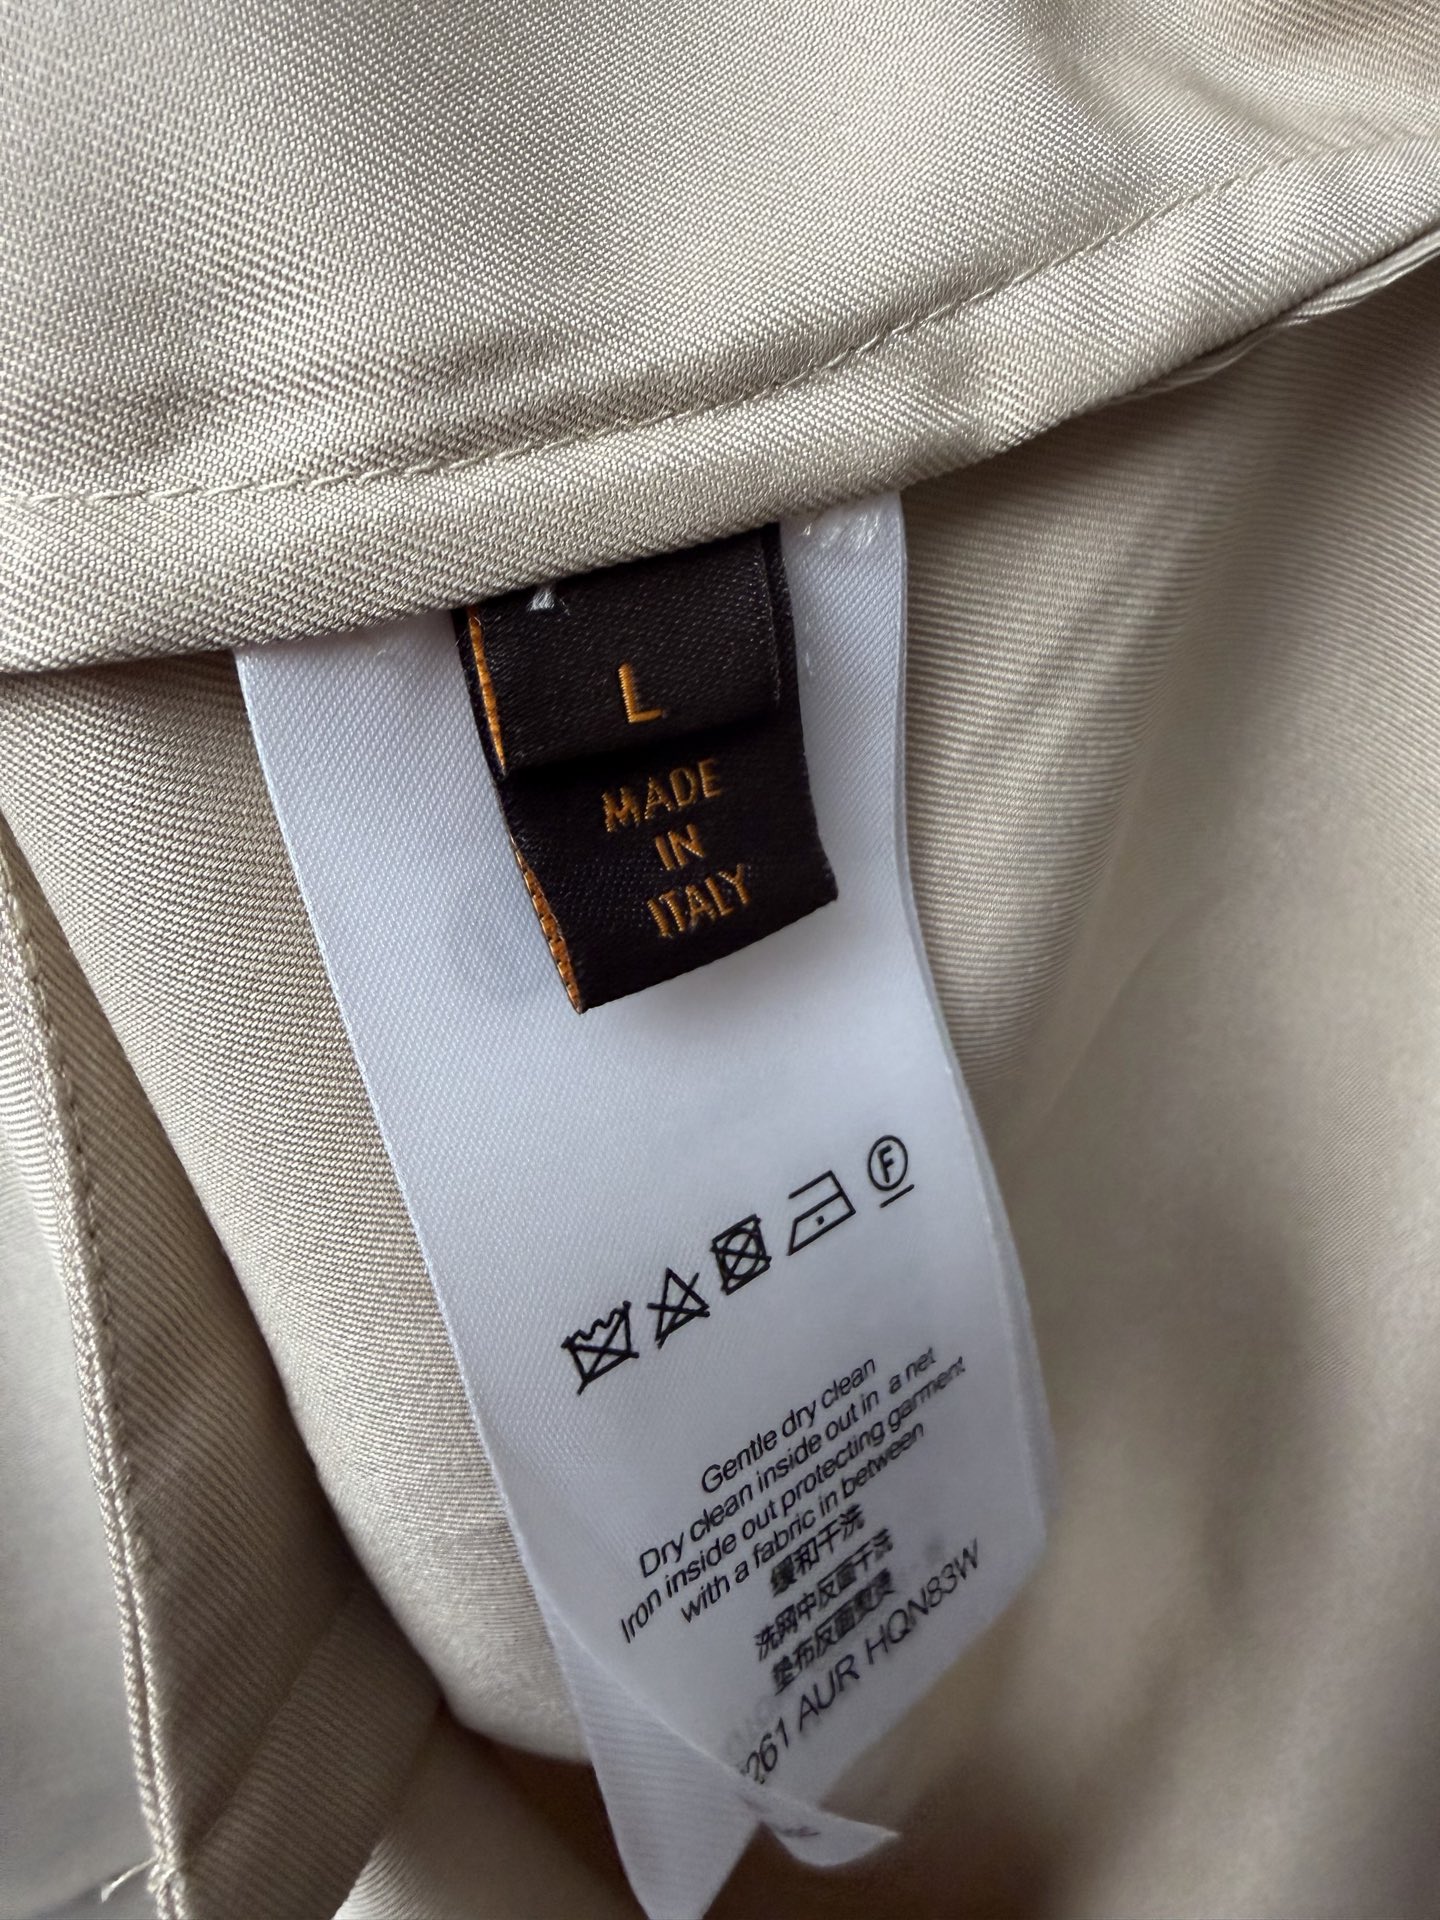 L
MADE
IN
ITALY
F
Gentle dry clean
Dry clean inside out in a net
Iron inside out protecting garment
with a fabric in between
缓和干洗
洗网中反面干洗
垫布反面熨烫
261 AUR HQN83W